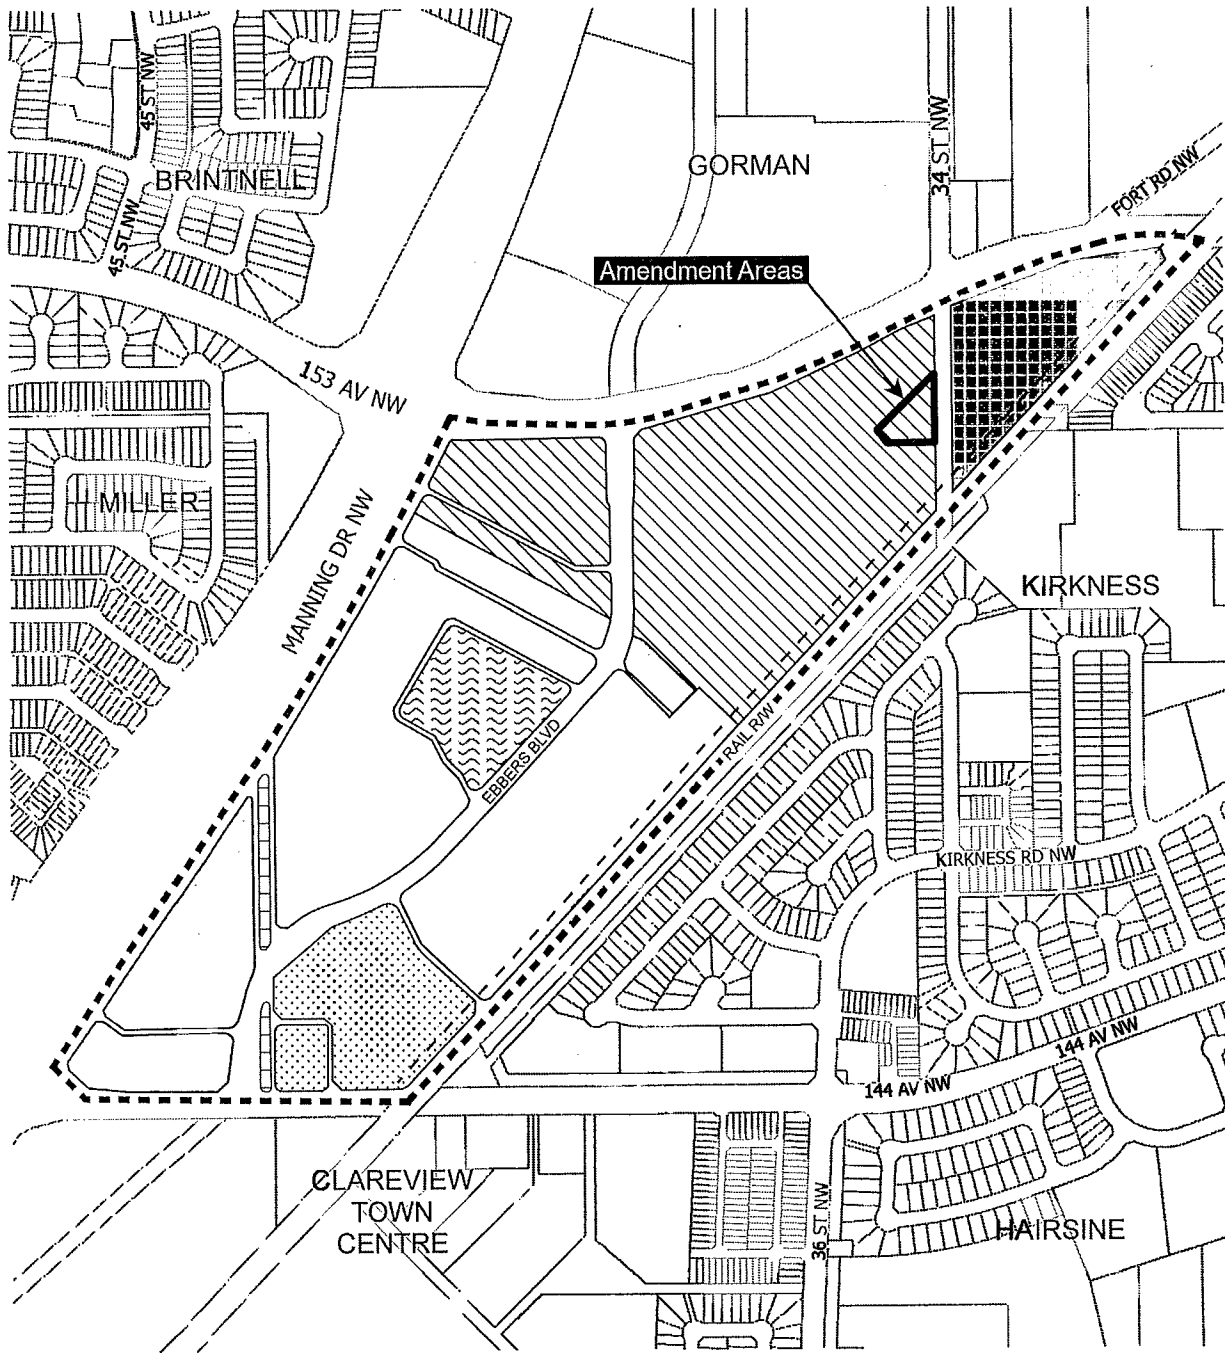 45 ST NW
BRINTNELL
45 ST NW
GORMAN
34 ST NW
FORT RD NW
Amendment Areas
153 AV NW
MILLER
MANNING DR NW
KIRKNESS
RAIL R/W
EBBERS BLVD
KIRKNESS RD NW
144 AV NW
144 AV NW
CLAREVIEW
TOWN
CENTRE
36 ST NW
HAIRSINE